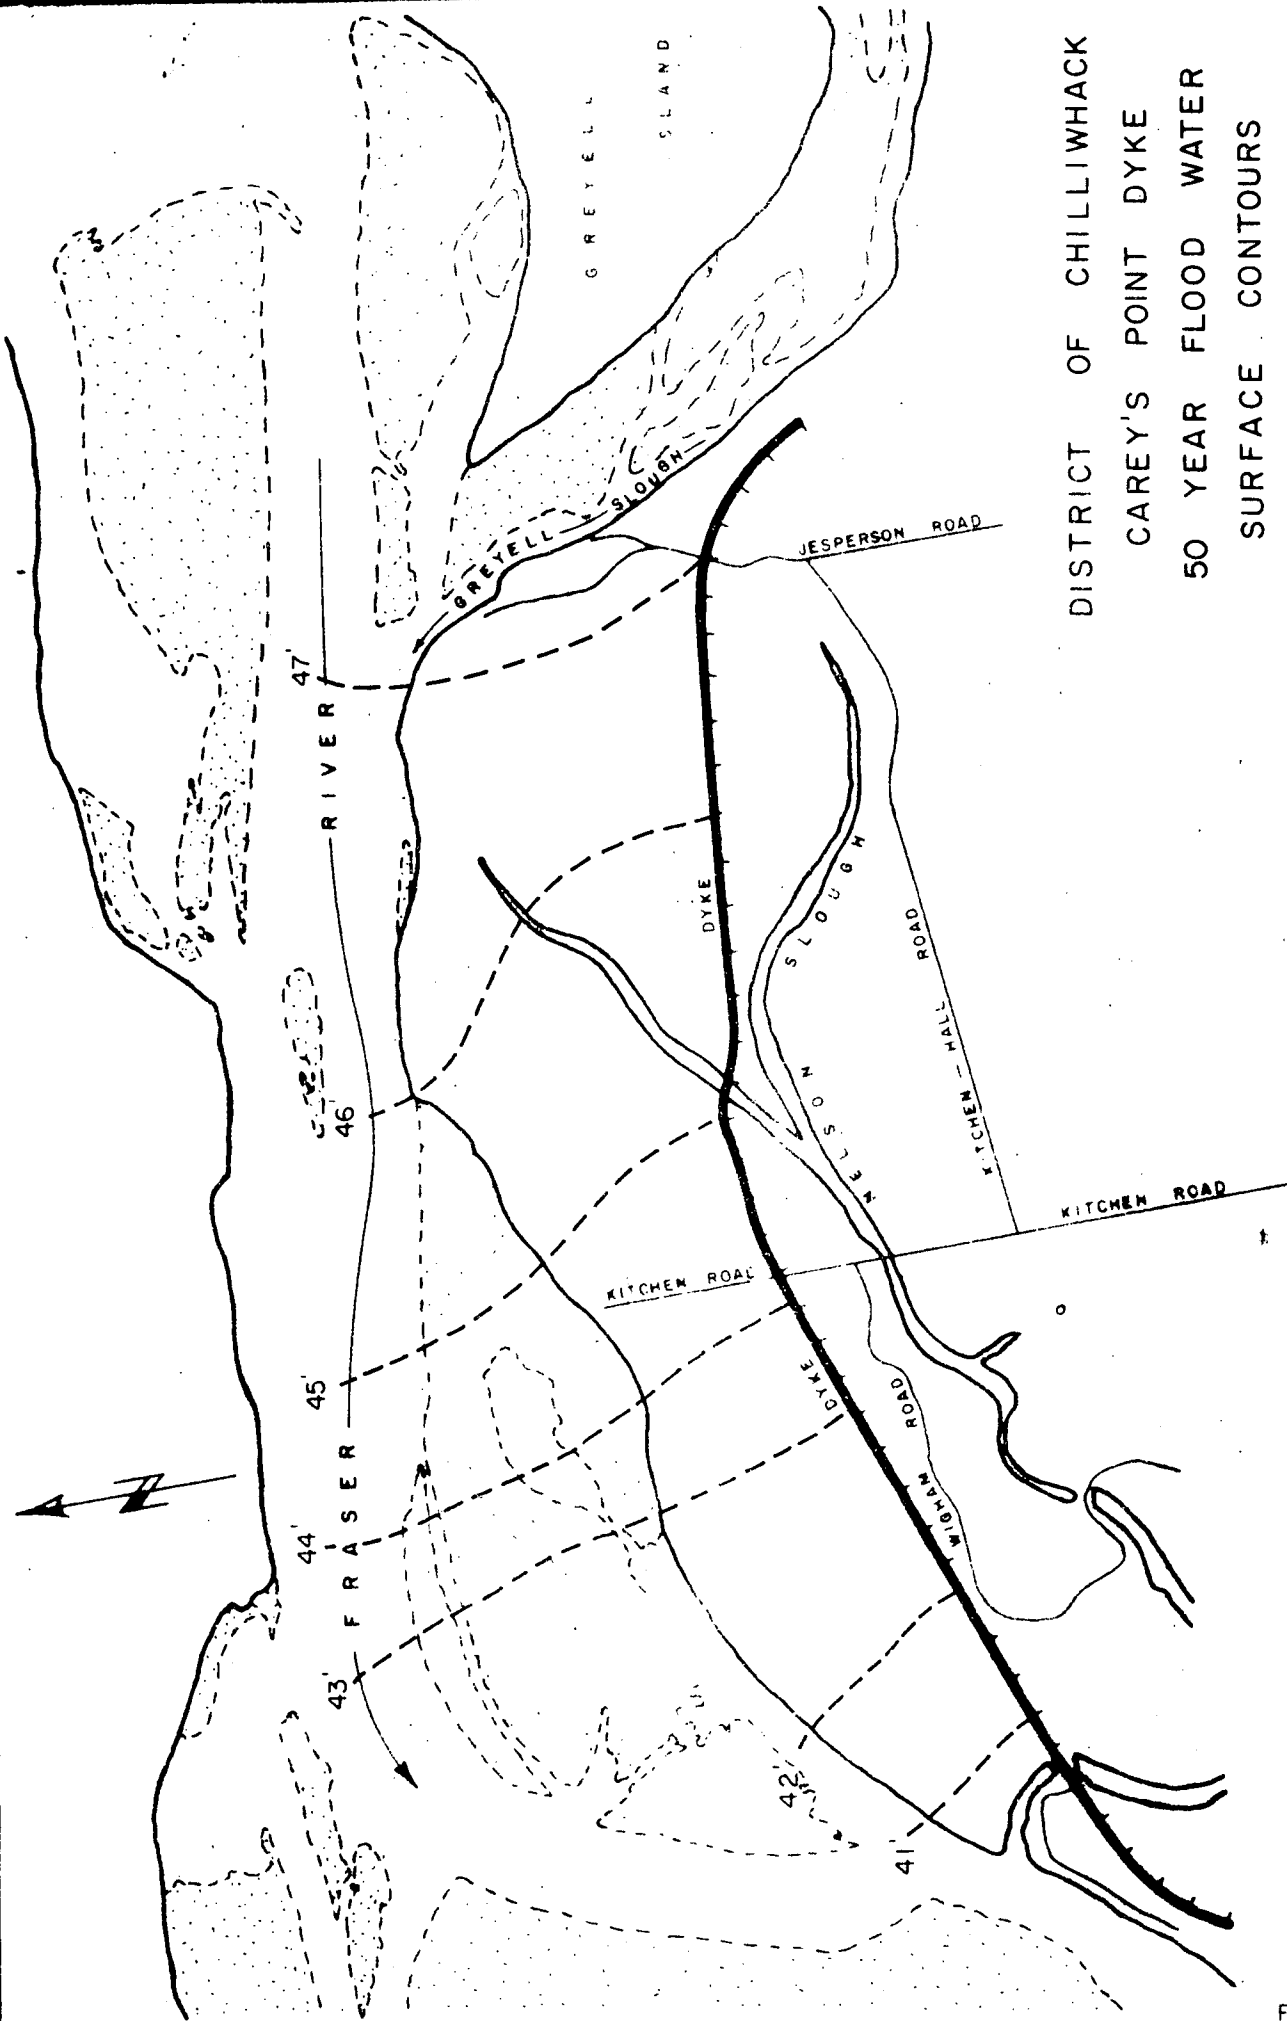 DISTRICT OF CHILLIWHACK
CAREY'S POINT DYKE
50 YEAR FLOOD WATER
SURFACE CONTOURS
GREYELL
ISLAND
GREYELL SLOUGH
JESPERSON ROAD
47'
RIVER
46'
45'
FRASER
44'
43'
42'
41'
DYKE
NELSON SLOUGH
KITCHEN - HALL ROAD
KITCHEN ROAD
KITCHEN ROAD
DYKE
WIGHAM ROAD
N
F